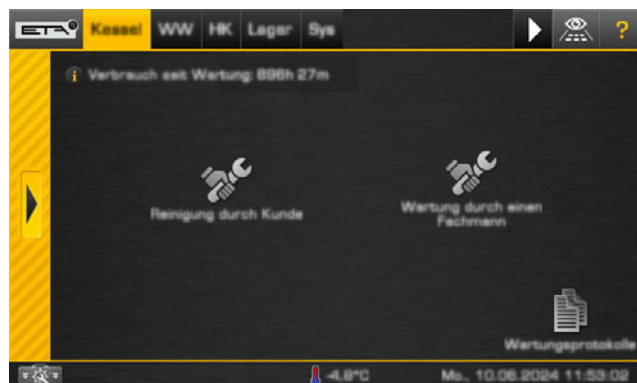 ETA
Kessel WW HK Lager Sys
?
Verbrauch seit Wartung: 896h 27m
Reinigung durch Kunde
Wartung durch einen
Fachmann
Wartungsprotokolle
-4.8°C Mo., 10.06.2024 11:53:02